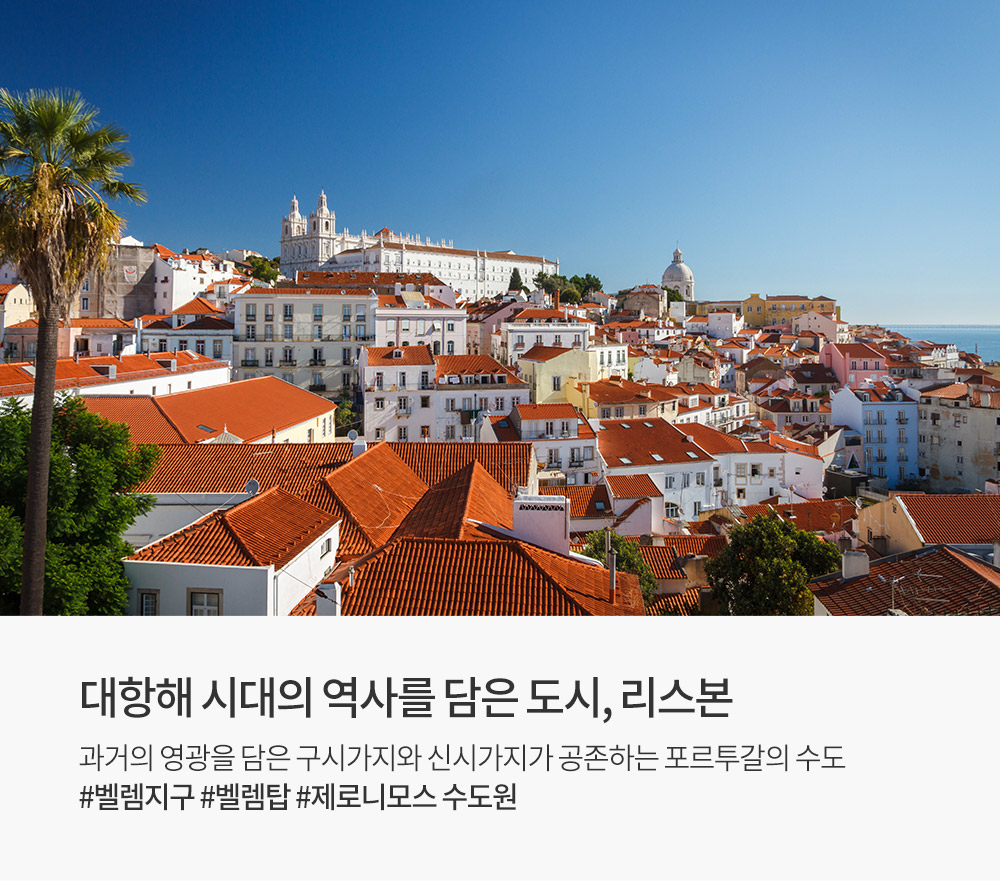 대항해 시대의 역사를 담은 도시, 리스본
과거의 영광을 담은 구시가지와 신시가지가 공존하는 포르투갈의 수도
#벨렘지구 #벨렘탑 #제로니모스 수도원